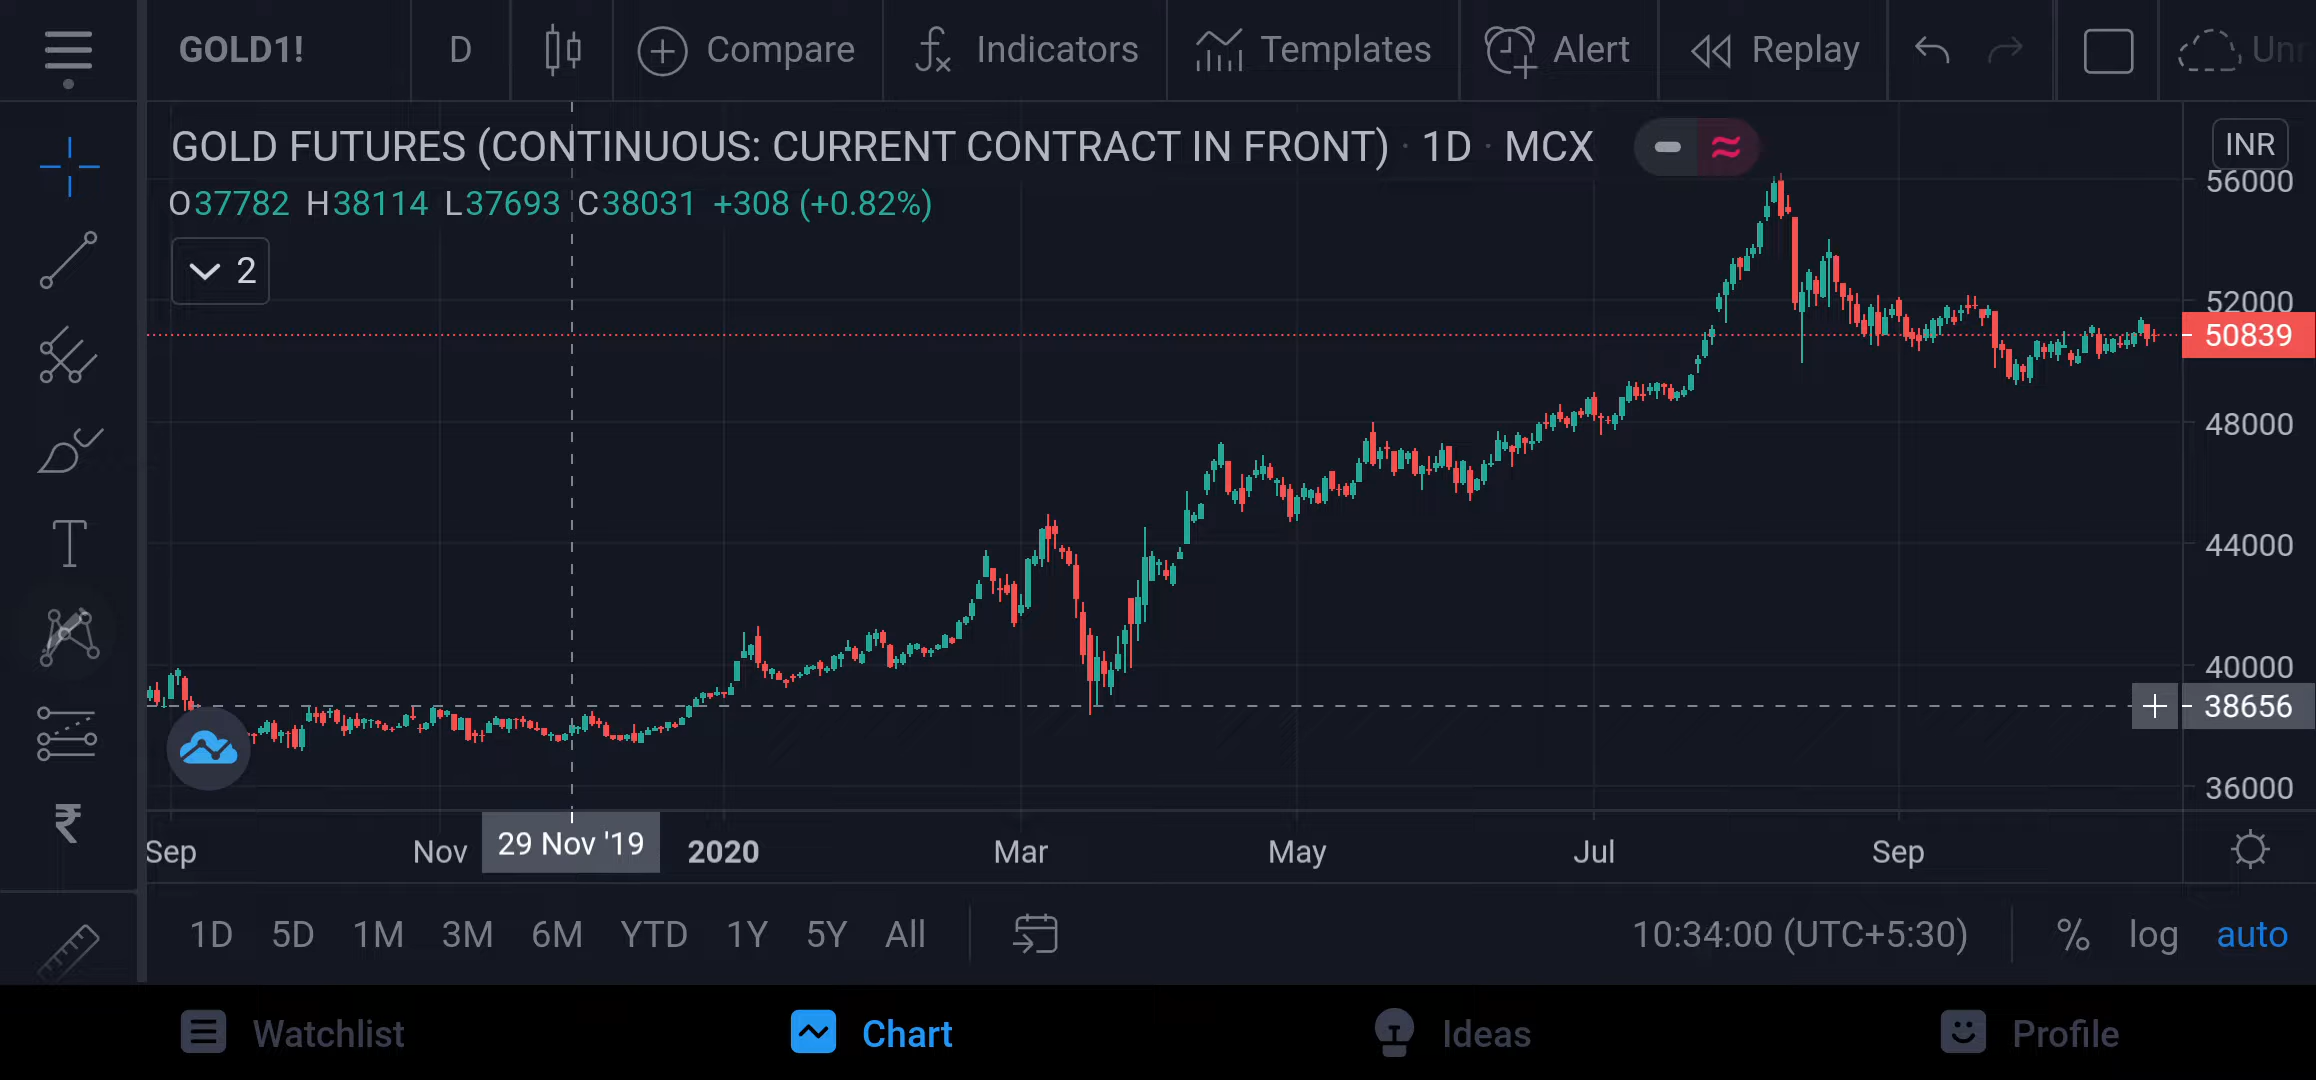 GOLD1! D Compare Indicators Templates Alert Replay
GOLD FUTURES (CONTINUOUS: CURRENT CONTRACT IN FRONT) · 1D · MCX
INR
O37782 H38114 L37693 C38031 +308 (+0.82%)
2
56000
52000
50839
48000
44000
40000
38656
36000
Sep Nov 29 Nov '19 2020 Mar May Jul Sep
1D 5D 1M 3M 6M YTD 1Y 5Y All 10:34:00 (UTC+5:30) % log auto
Watchlist Chart Ideas Profile